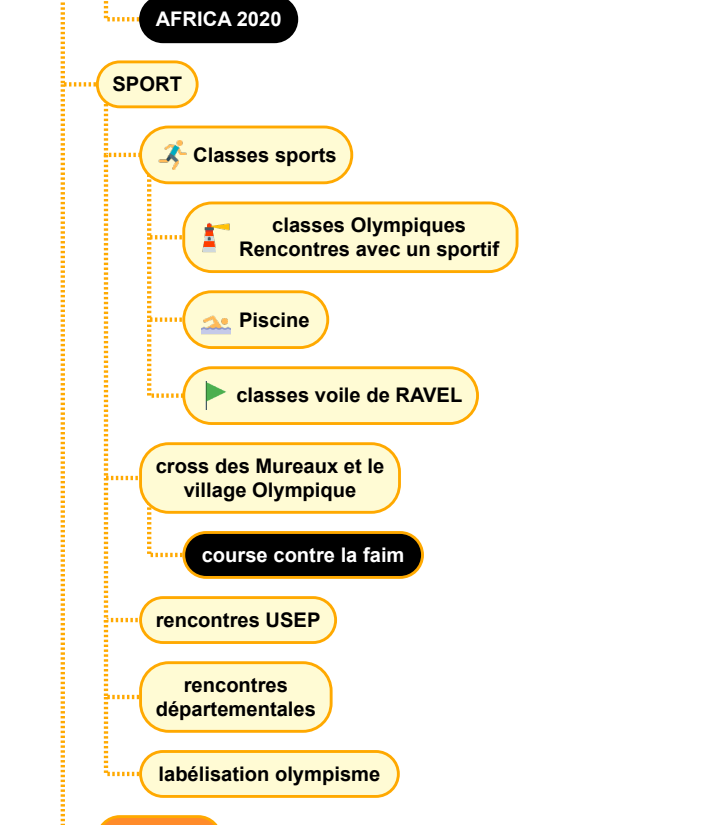 AFRICA 2020
SPORT
Classes sports
classes Olympiques
Rencontres avec un sportif
Piscine
classes voile de RAVEL
cross des Mureaux et le
village Olympique
course contre la faim
rencontres USEP
rencontres
départementales
labélisation olympisme